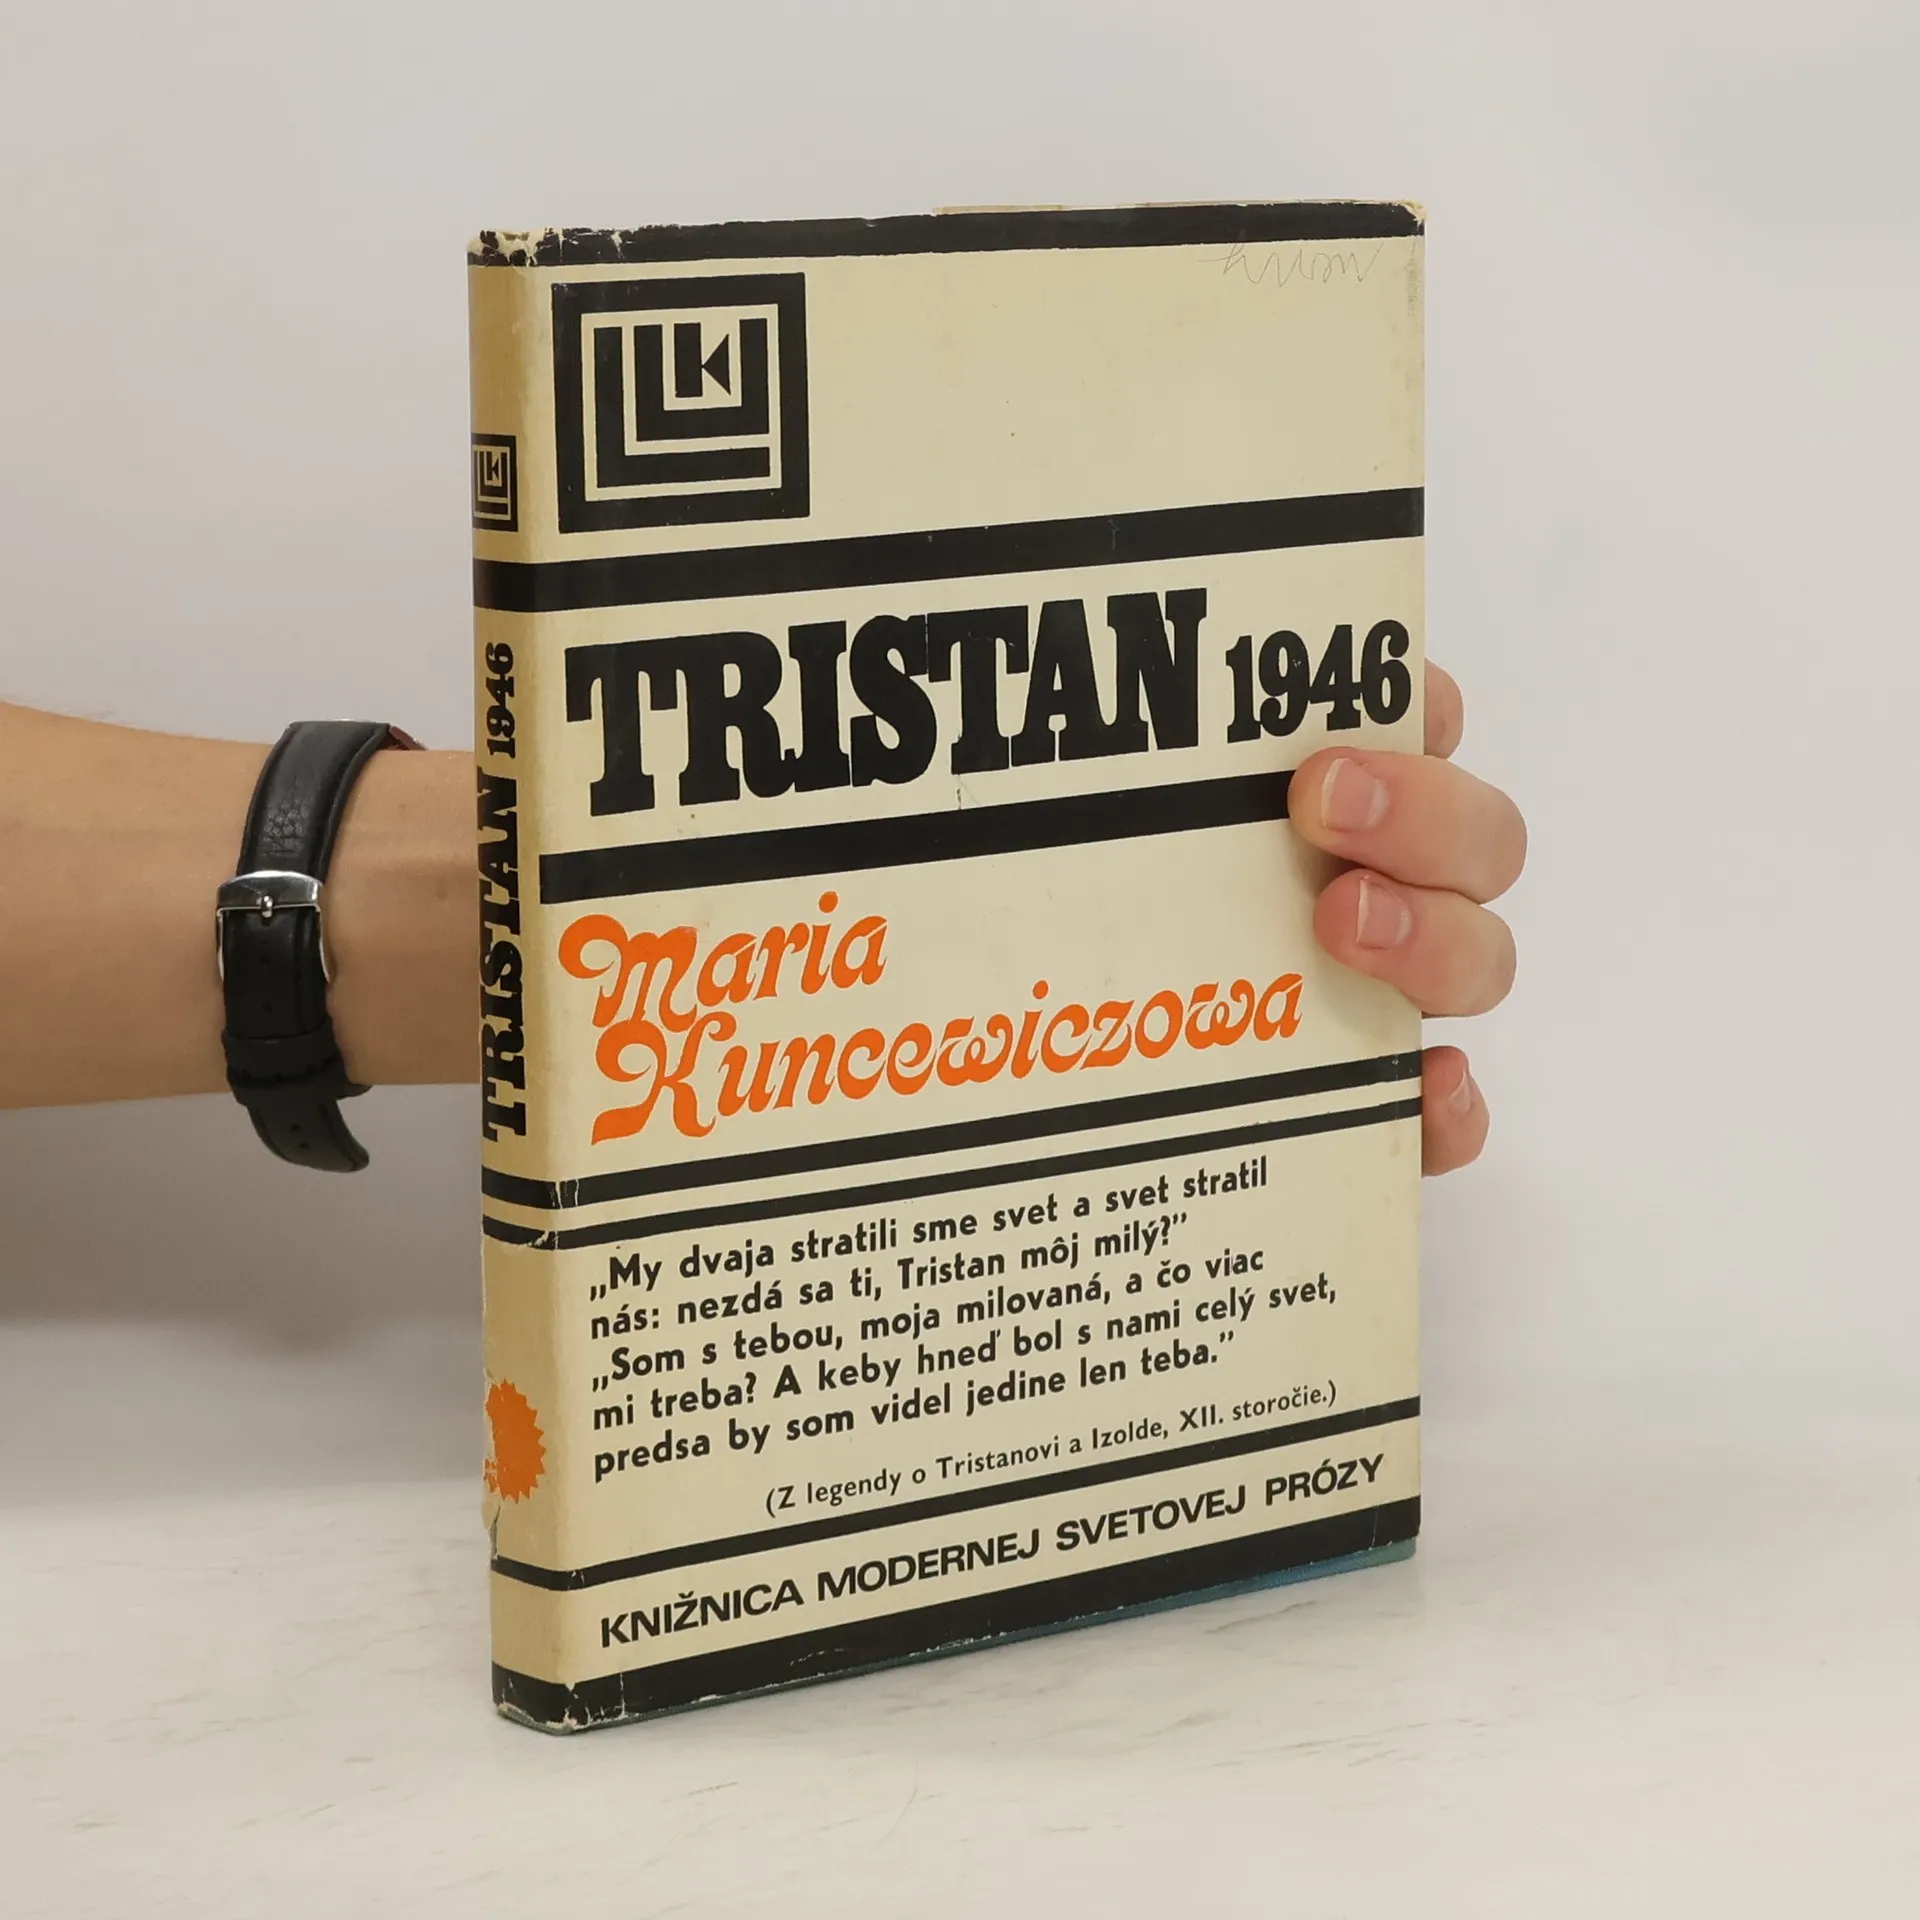 TRISTAN 1946
TRISTAN 1946
Maria
Kuncewiczowa
„My dvaja stratili sme svet a svet stratil
nás: nezdá sa ti, Tristan môj milý?”
„Som s tebou, moja milovaná, a čo viac
mi treba? A keby hneď bol s nami celý svet,
predsa by som videl jedine len teba.”
(Z legendy o Tristanovi a Izolde, XII. storočie.)
KNIŽNICA MODERNEJ SVETOVEJ PRÓZY